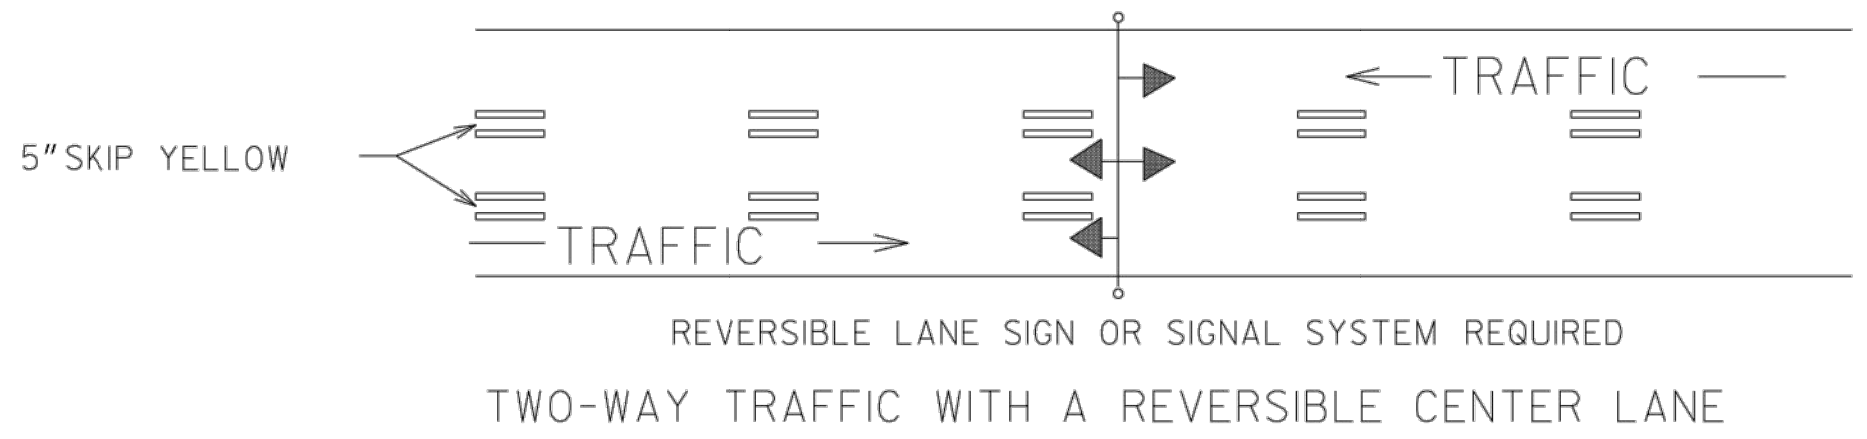 TRAFFIC
5" SKIP YELLOW
TRAFFIC
REVERSIBLE LANE SIGN OR SIGNAL SYSTEM REQUIRED
TWO-WAY TRAFFIC WITH A REVERSIBLE CENTER LANE